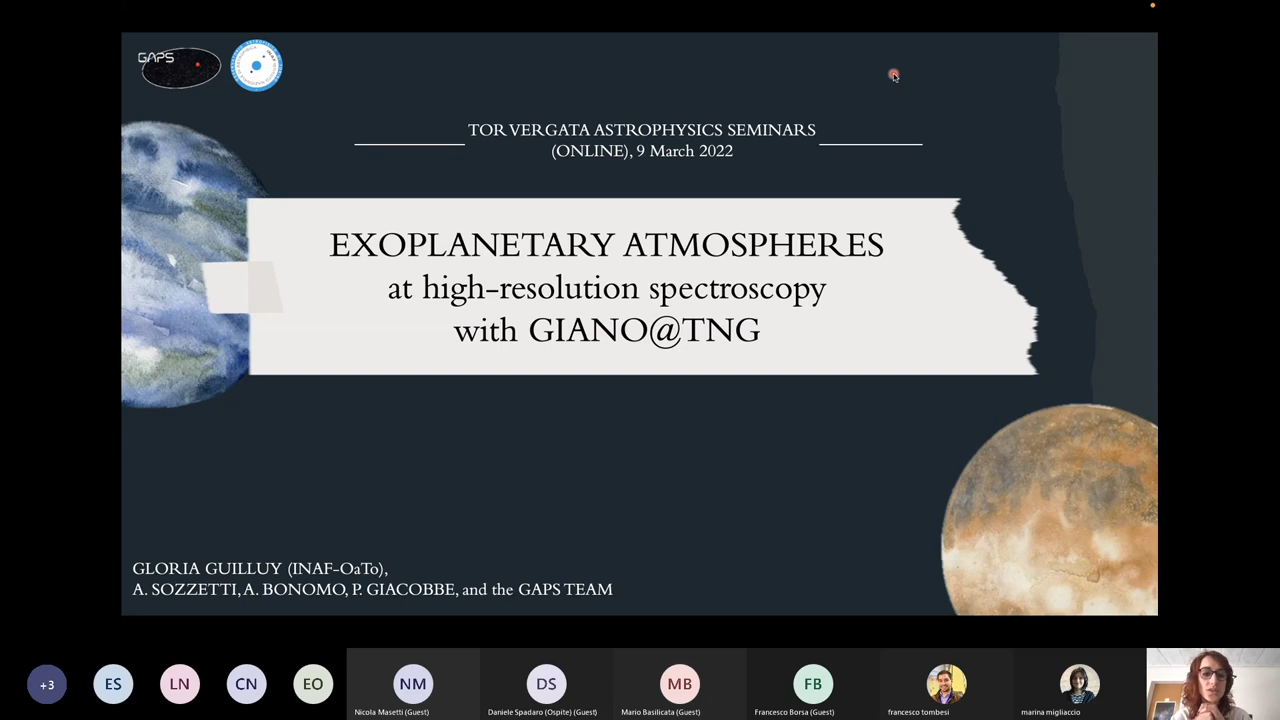 GAPS
TOR VERGATA ASTROPHYSICS SEMINARS
(ONLINE), 9 March 2022
EXOPLANETARY ATMOSPHERES
at high-resolution spectroscopy
with GIANO@TNG
GLORIA GUILLUY (INAF-OaTo),
A. SOZZETTI, A. BONOMO, P. GIACOBBE, and the GAPS TEAM
+3
ES
LN
CN
EO
NM
DS
MB
FB
Nicola Masetti (Guest)
Daniele Spadaro (Ospite) (Guest)
Mario Basilicata (Guest)
Francesco Borsa (Guest)
francesco tombesi
marina migliaccio